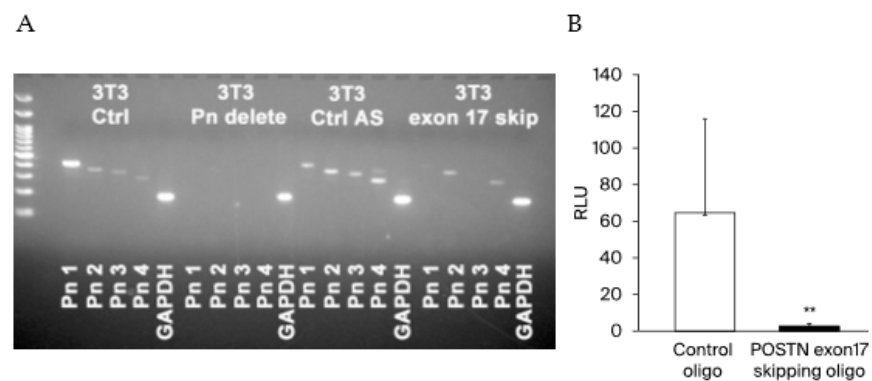 A
3T3
Ctrl
3T3
Pn delete
3T3
Ctrl AS
3T3
exon 17 skip
Pn 1
Pn 2
Pn 3
Pn 4
GAPDH
Pn 1
Pn 2
Pn 3
Pn 4
GAPDH
Pn 1
Pn 2
Pn 3
Pn 4
GAPDH
Pn 1
Pn 2
Pn 3
Pn 4
GAPDH
B
140
120
100
80
60
40
20
0
RLU
**
Control
oligo
POSTN exon17
skipping oligo